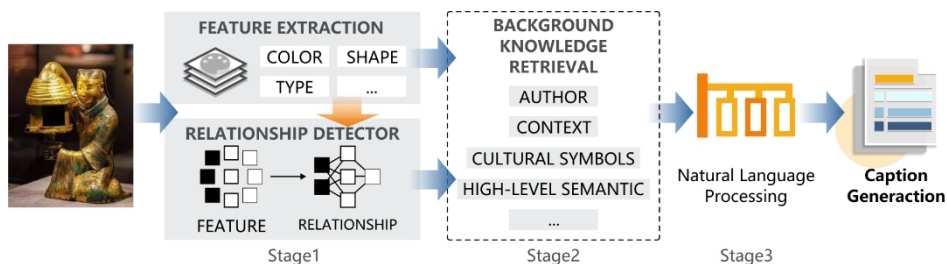 FEATURE EXTRACTION
COLOR
SHAPE
TYPE
...
RELATIONSHIP DETECTOR
FEATURE
RELATIONSHIP
Stage1
BACKGROUND
KNOWLEDGE
RETRIEVAL
AUTHOR
CONTEXT
CULTURAL SYMBOLS
HIGH-LEVEL SEMANTIC
...
Stage2
Natural Language
Processing
Stage3
Caption
Generaction